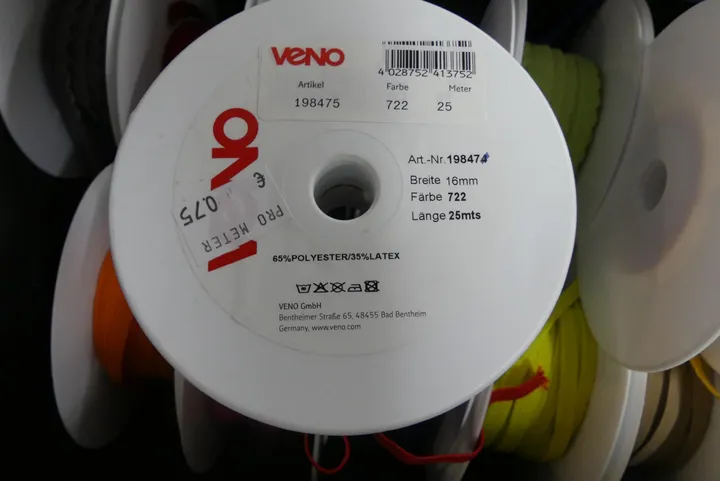 VENO
4 028752 413752
Artikel Farbe Meter
198475 722 25
VENO
€ 0.75
PRO METER
Art.-Nr. 19847
Breite 16mm
Färbe 722
Länge 25mts
65%POLYESTER/35%LATEX
VENO GmbH
Bentheimer Straße 65, 48455 Bad Bentheim
Germany, www.veno.com